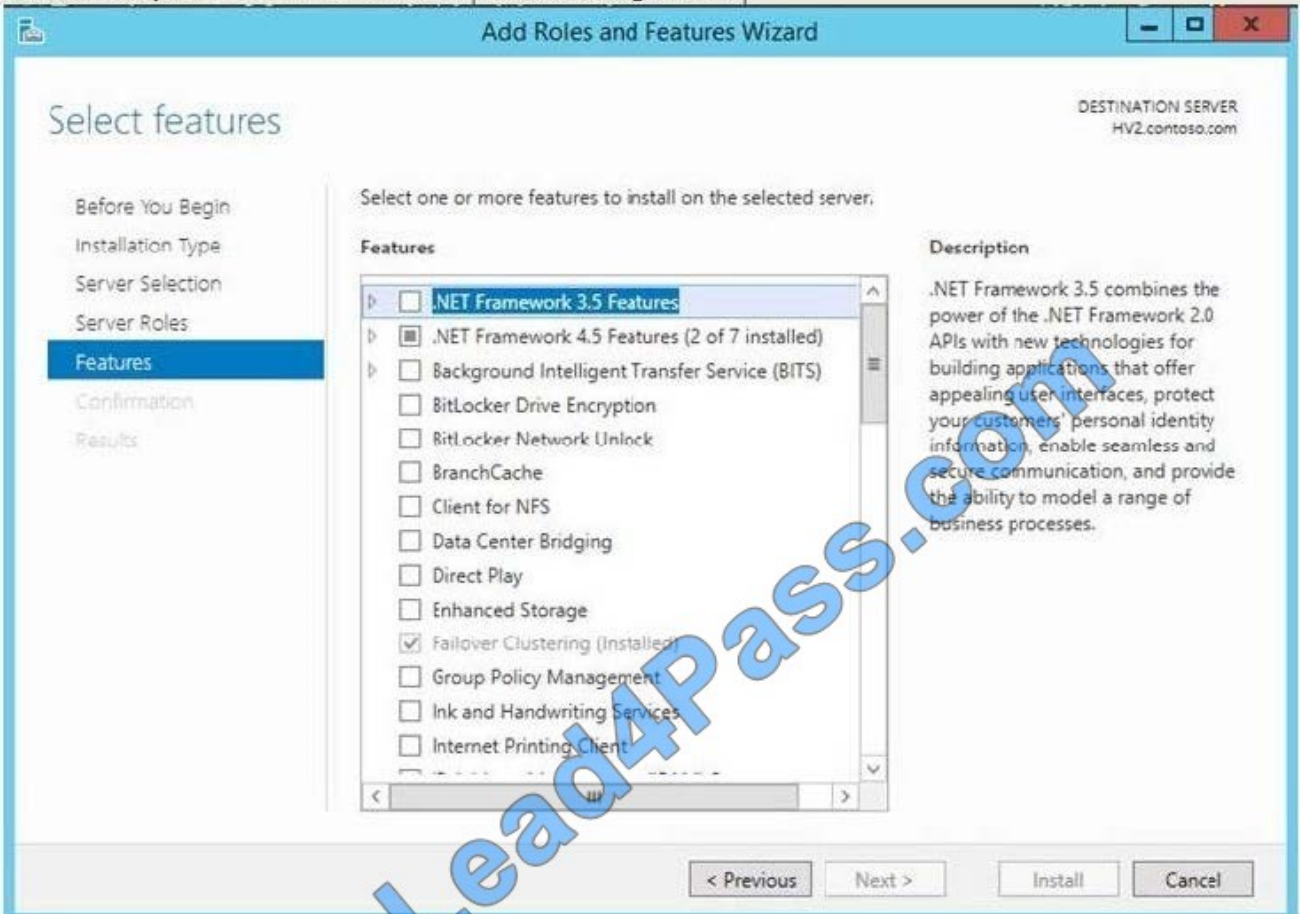 Add Roles and Features Wizard
Select features
DESTINATION SERVER
HV2.contoso.com
Before You Begin
Installation Type
Server Selection
Server Roles
Features
Confirmation
Results
Select one or more features to install on the selected server.
Features
.NET Framework 3.5 Features
.NET Framework 4.5 Features (2 of 7 installed)
Background Intelligent Transfer Service (BITS)
BitLocker Drive Encryption
BitLocker Network Unlock
BranchCache
Client for NFS
Data Center Bridging
Direct Play
Enhanced Storage
Failover Clustering (Installed)
Group Policy Management
Ink and Handwriting Services
Internet Printing Client
Description
.NET Framework 3.5 combines the
power of the .NET Framework 2.0
APIs with new technologies for
building applications that offer
appealing user interfaces, protect
your customers' personal identity
information, enable seamless and
secure communication, and provide
the ability to model a range of
business processes.
< Previous
Next >
Install
Cancel
Lead4Pass.com